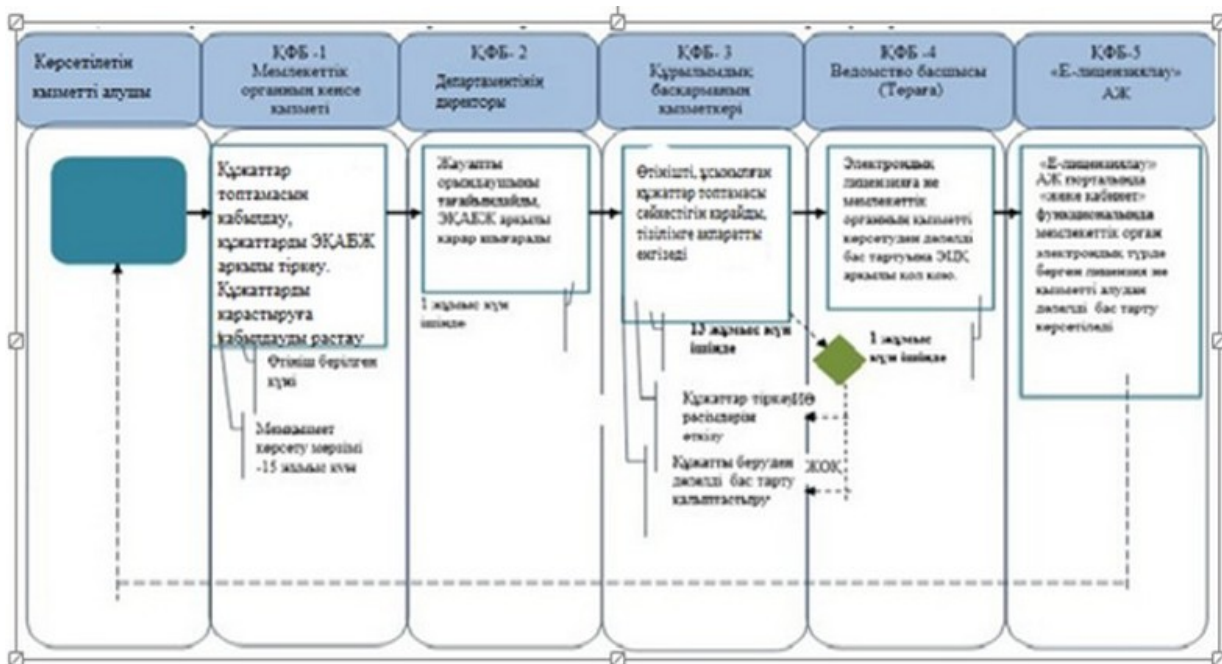 Көрсетілетін
қызметті алушы
ҚФБ -1
Мемлекеттік
органның кеңсе
қызметі
ҚФБ- 2
Департаментінің
директоры
ҚФБ- 3
Құрылымдық
басқарманың
қызметкері
ҚФБ -4
Ведомство басшысы
(Төраға)
ҚФБ-5
«Е-лицензиялау»
АЖ
Құжаттар
топтамасын
қабылдау,
құжаттарды ЭҚАБЖ
арқылы тіркеу.
Құжаттарды
қарастыруға
қабылдауды растау
Өтініш берілген
күні
Мемқызмет
көрсету мерзімі
-15 жұмыс күн
Жауапты
орындаушыны
тағайындайды,
ЭҚАБЖ арқылы
қарар шығарады
1 жұмыс күн
ішінде
Өтінішті, ұсынылған
құжаттар топтамасы
сәйкестігін қарайды,
тізілімге ақпаратты
енгізеді
13 жұмыс күн
ішінде
Құжаттар тіркеу ИӘ
рәсімдерін
өткізу
Құжатты беруден ЖОҚ
дәлелді бас тарту
қалыптастыру
Электрондық
лицензияға не
мемлекеттік
органның қызметті
көрсетуден дәлелді
бас тартуына ЭЦҚ
арқылы қол қою.
1 жұмыс
күн ішінде
«Е-лицензиялау»
АЖ порталында
«жеке кабинет»
функционалында
мемлекеттік орган
электрондық түрде
берген лицензия не
қызметті алудан
дәлелді бас тарту
көрсетіледі